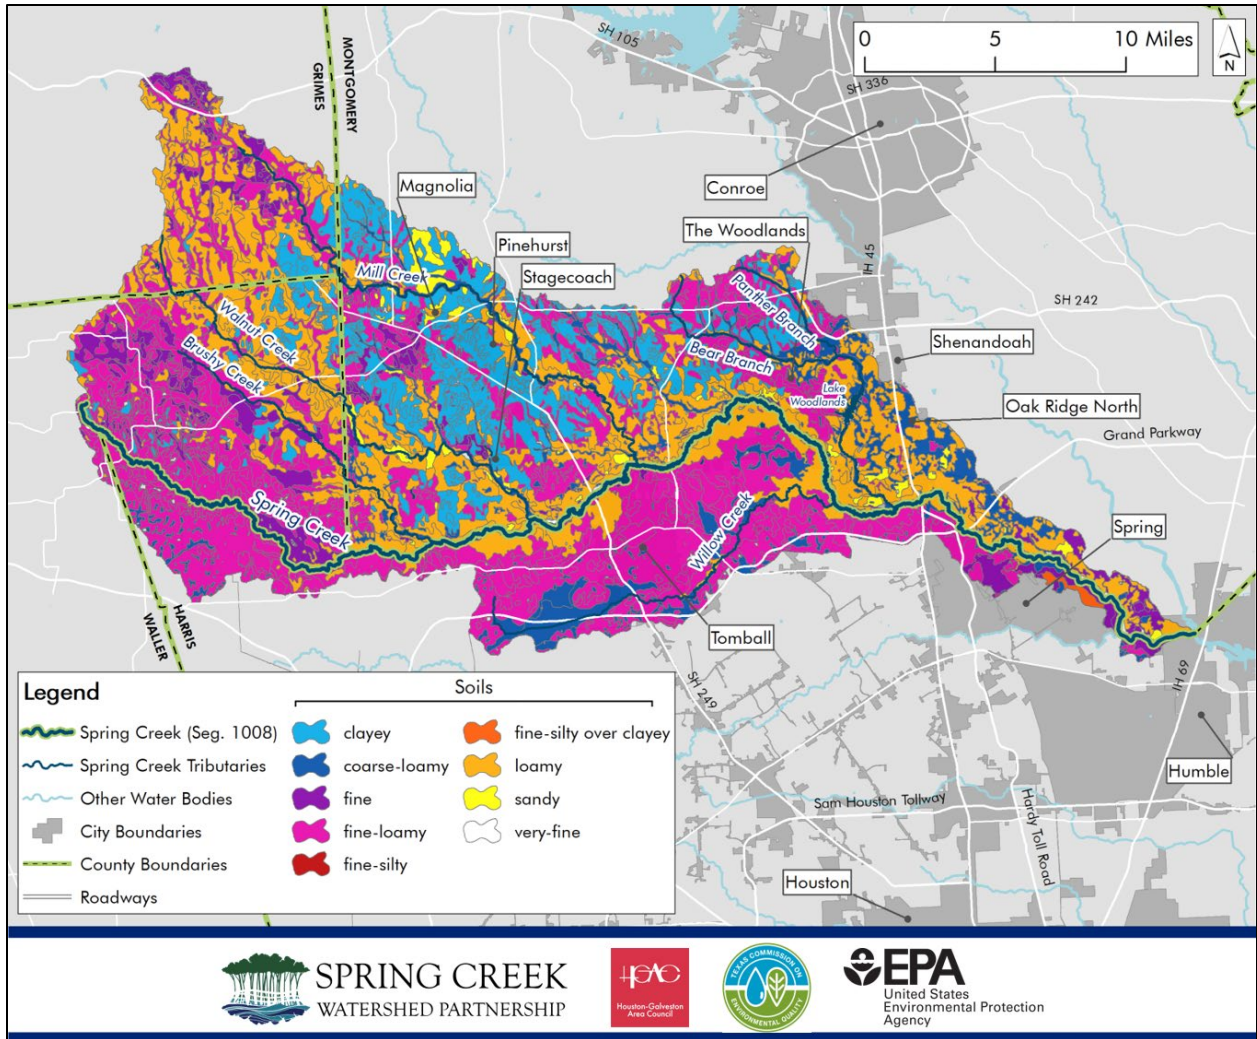 SH 105
0 5 10 Miles
N
MONTGOMERY
GRIMES
SH 336
Magnolia
Conroe
Pinehurst
The Woodlands
Stagecoach
IH 45
Mill Creek
Panther Branch
SH 242
Walnut Creek
Brushy Creek
Bear Branch
Shenandoah
Lake
Woodlands
Oak Ridge North
Grand Parkway
Spring Creek
Willow Creek
Spring
HARRIS
WALLER
Tomball
SH 249
IH 69
Humble
Sam Houston Tollway
Hardy Toll Road
Houston
Legend
Soils
Spring Creek (Seg. 1008)
Spring Creek Tributaries
Other Water Bodies
City Boundaries
County Boundaries
Roadways
clayey
coarse-loamy
fine
fine-loamy
fine-silty
fine-silty over clayey
loamy
sandy
very-fine
SPRING CREEK
WATERSHED PARTNERSHIP
Houston-Galveston
Area Council
TEXAS COMMISSION ON
ENVIRONMENTAL QUALITY
EPA
United States
Environmental Protection
Agency